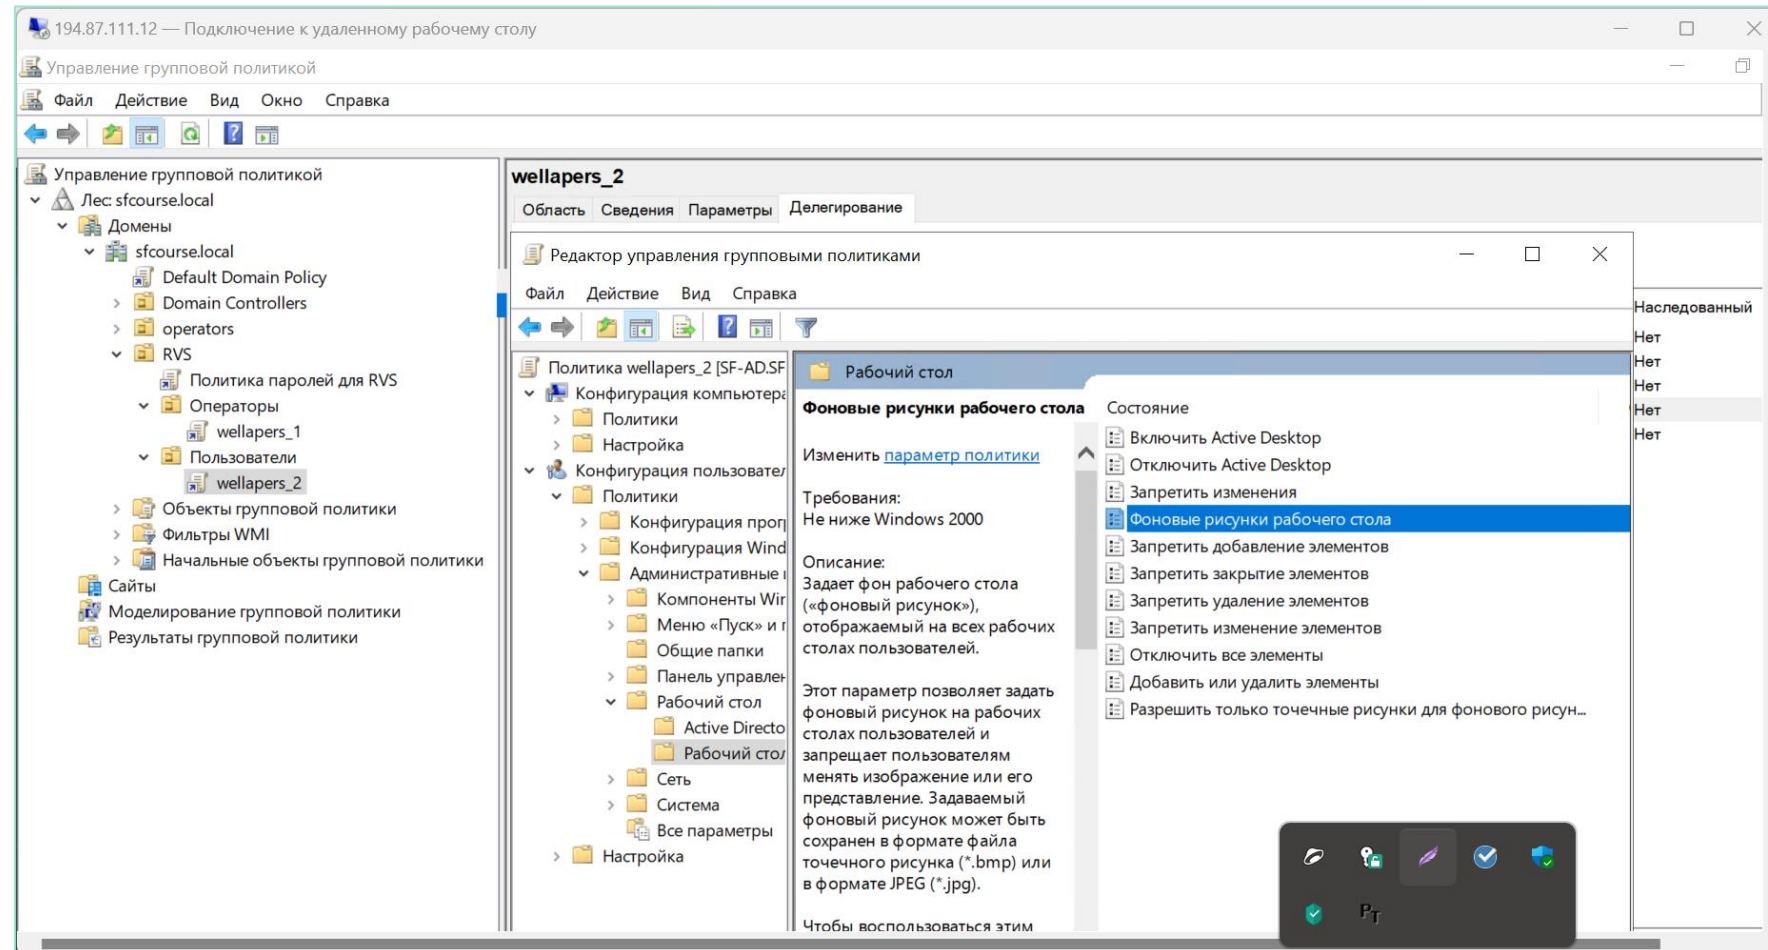 194.87.111.12 — Подключение к удаленному рабочему столу
Управление групповой политикой
Файл Действие Вид Окно Справка
Управление групповой политикой
Лес: sfcourse.local
Домены
sfcourse.local
Default Domain Policy
Domain Controllers
operators
RVS
Политика паролей для RVS
Операторы
wellapers_1
Пользователи
wellapers_2
Объекты групповой политики
Фильтры WMI
Начальные объекты групповой политики
Сайты
Моделирование групповой политики
Результаты групповой политики
wellapers_2
Область Сведения Параметры Делегирование
Редактор управления групповыми политиками
Файл Действие Вид Справка
Политика wellapers_2 [SF-AD.SF
Конфигурация компьютера
Политики
Настройка
Конфигурация пользовател
Политики
Конфигурация прогр
Конфигурация Wind
Административные
Компоненты Wir
Меню «Пуск» и
Общие папки
Панель управлен
Рабочий стол
Active Directo
Рабочий стол
Сеть
Система
Все параметры
Настройка
Рабочий стол
Фоновые рисунки рабочего стола
Изменить параметр политики
Требования:
Не ниже Windows 2000
Описание:
Задает фон рабочего стола
(«фоновый рисунок»),
отображаемый на всех рабочих
столах пользователей.
Этот параметр позволяет задать
фоновый рисунок на рабочих
столах пользователей и
запрещает пользователям
менять изображение или его
представление. Задаваемый
фоновый рисунок может быть
сохранен в формате файла
точечного рисунка (*.bmp) или
в формате JPEG (*.jpg).
Чтобы воспользоваться этим
Состояние
Включить Active Desktop
Отключить Active Desktop
Запретить изменения
Фоновые рисунки рабочего стола
Запретить добавление элементов
Запретить закрытие элементов
Запретить удаление элементов
Запретить изменение элементов
Отключить все элементы
Добавить или удалить элементы
Разрешить только точечные рисунки для фонового рисун...
Наследованный
Нет
Нет
Нет
Нет
Нет
PT